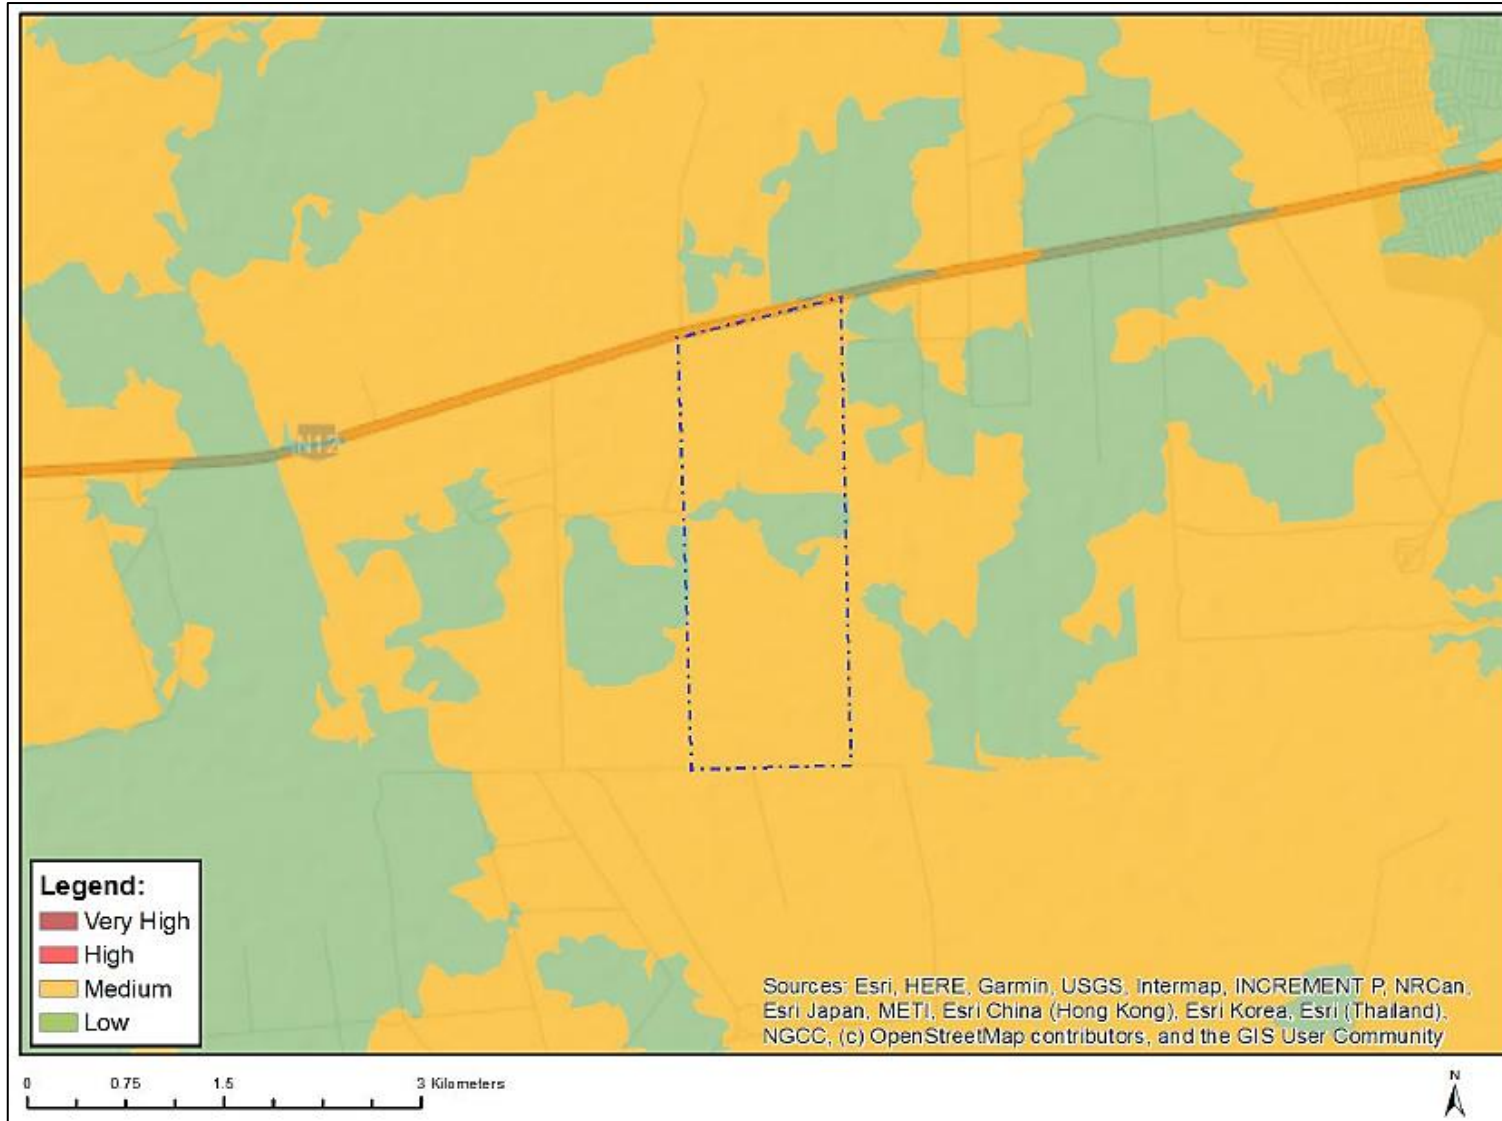 N12
Legend:
Very High
High
Medium
Low
Sources: Esri, HERE, Garmin, USGS, Intermap, INCREMENT P, NRCan,
Esri Japan, METI, Esri China (Hong Kong), Esri Korea, Esri (Thailand),
NGCC, (c) OpenStreetMap contributors, and the GIS User Community
0 0.75 1.5 3 Kilometers
N